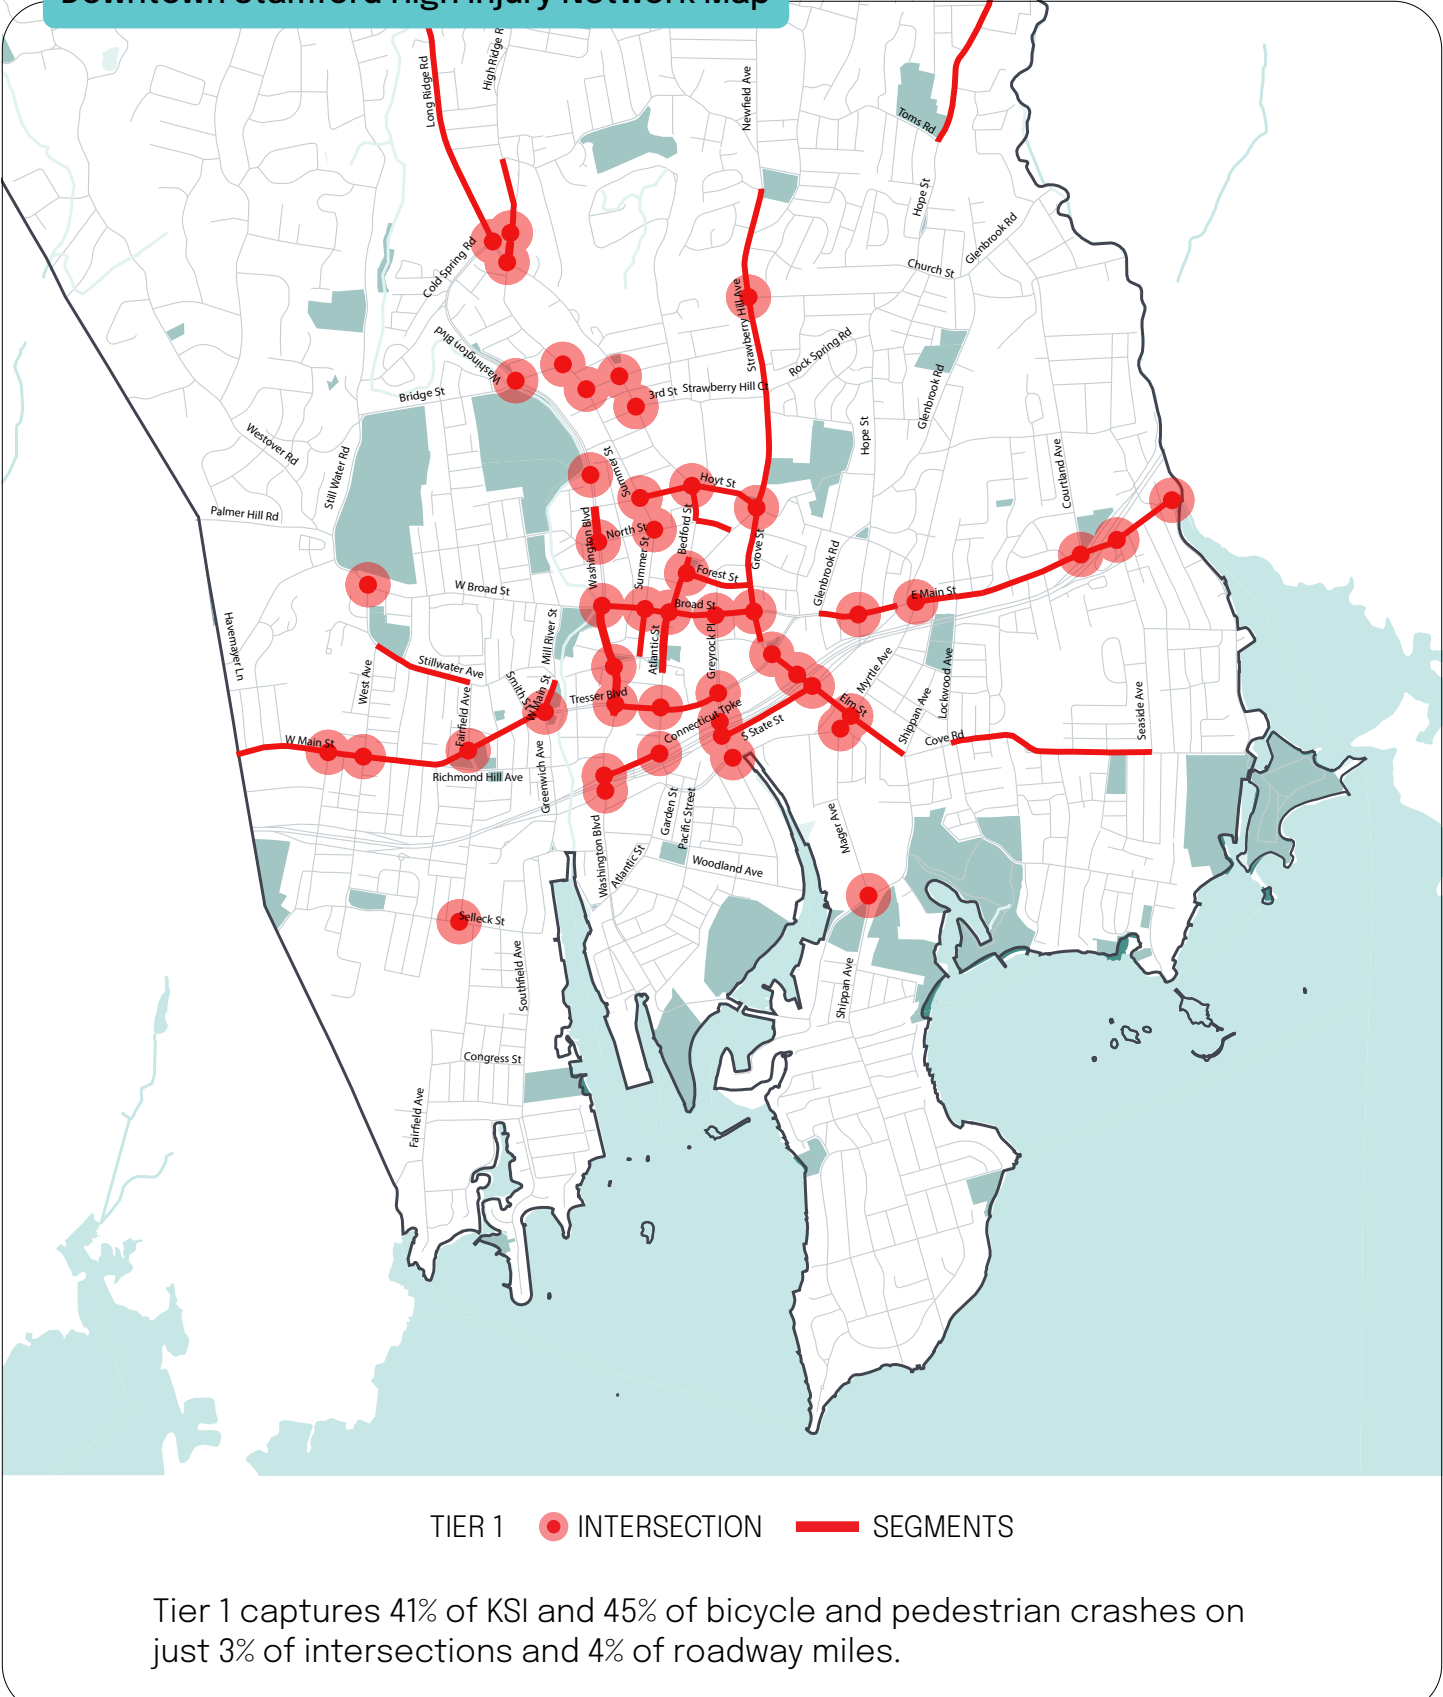 Downtown Stamford High Injury Network Map
Long Ridge Rd
High Ridge R
Newfield Ave
Toms Rd
Hope St
Glenbrook Rd
Church St
Cold Spring Rd
Strawberry Hill Ave
Rock Spring Rd
Washington Blvd
Bridge St
3rd St
Strawberry Hill Ct
Glenbrook Rd
Westover Rd
Still Water Rd
Summer St
Hope St
Courtland Ave
Hoyt St
Palmer Hill Rd
Washington Blvd
North St
Bedford St
Grove St
Summer St
Forest St
Glenbrook Rd
W Broad St
E Main St
Broad St
Havemayer Ln
Mill River St
Atlantic St
Greyrock Pl
Stillwater Ave
West Ave
Smith St
W Main St
Tresser Blvd
Myrtle Ave
Lockwood Ave
Elm St
Shippan Ave
Seaside Ave
Fairfield Ave
Connecticut Tpke
S State St
Cove Rd
W Main St
Richmond Hill Ave
Greenwich Ave
Garden St
Pacific Street
Mager Ave
Washington Blvd
Atlantic St
Woodland Ave
Selleck St
Southfield Ave
Shippan Ave
Congress St
Fairfield Ave
TIER 1 INTERSECTION SEGMENTS
Tier 1 captures 41% of KSI and 45% of bicycle and pedestrian crashes on
just 3% of intersections and 4% of roadway miles.